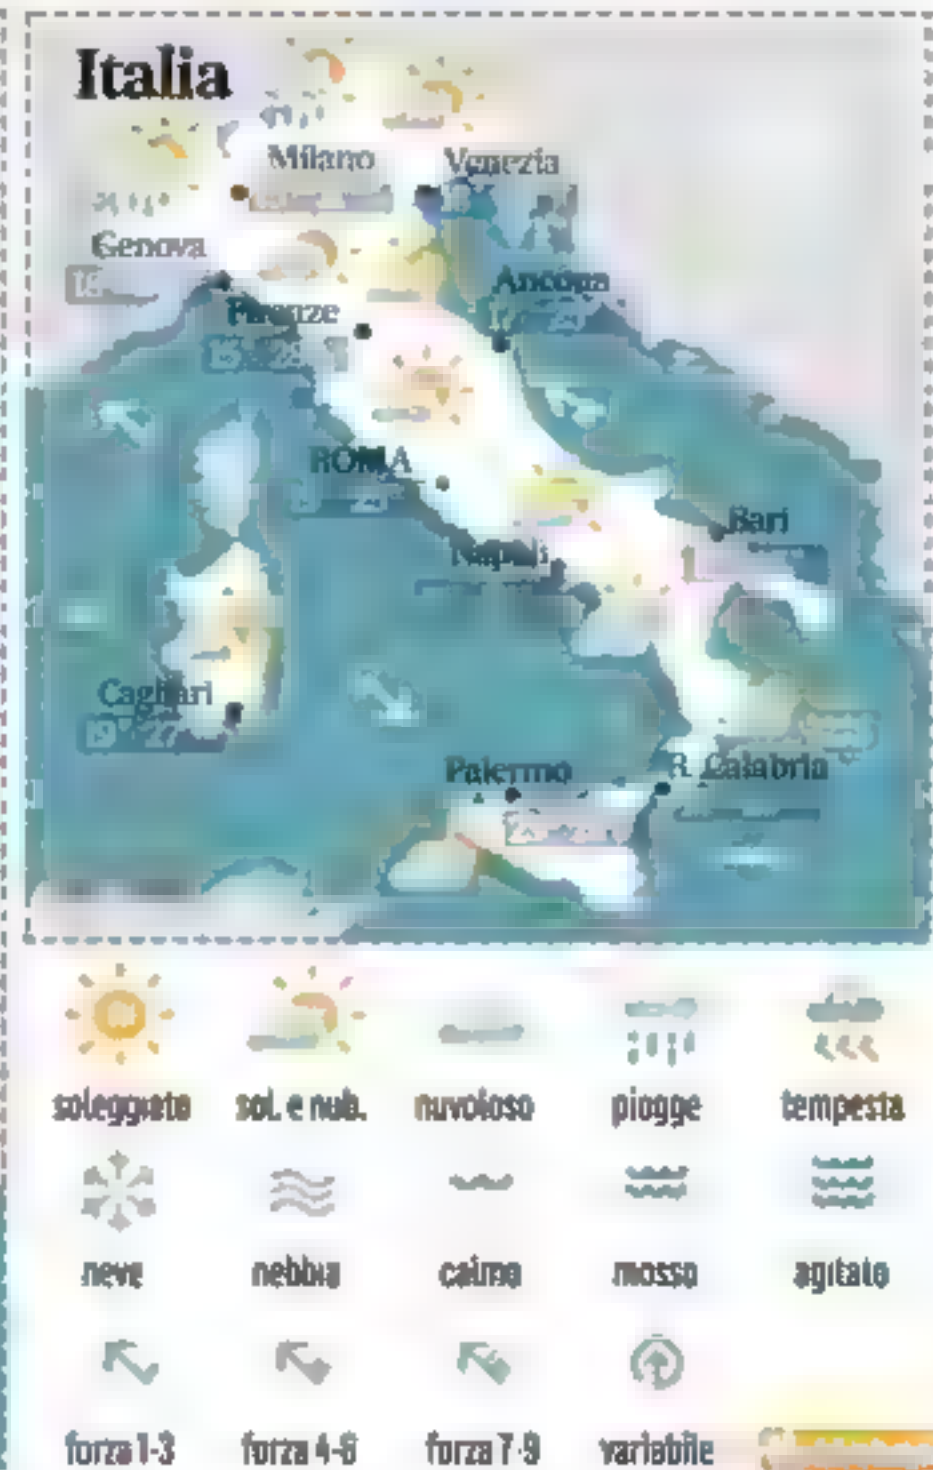 Italia
Milano
Venezia
Genova
Ancona
Firenze
ROMA
Bari
Napoli
Cagliari
Palermo
R. Calabria
soleggiato
sol. e nub.
nuvoloso
piogge
tempesta
neve
nebbia
calmo
mosso
agitato
forza 1-3
forza 4-6
forza 7-9
variabile